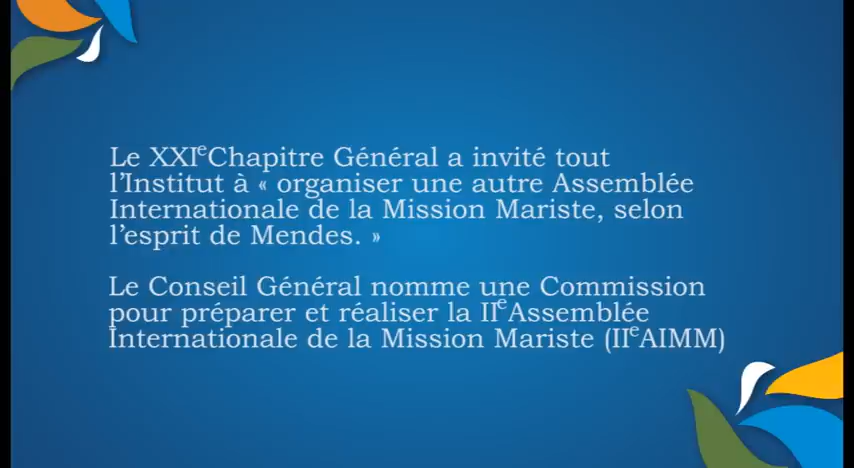 Le XXIᵉChapitre Général a invité tout
l’Institut à « organiser une autre Assemblée
Internationale de la Mission Mariste, selon
l’esprit de Mendes. »
Le Conseil Général nomme une Commission
pour préparer et réaliser la IIᵉAssemblée
Internationale de la Mission Mariste (IIᵉAIMM)